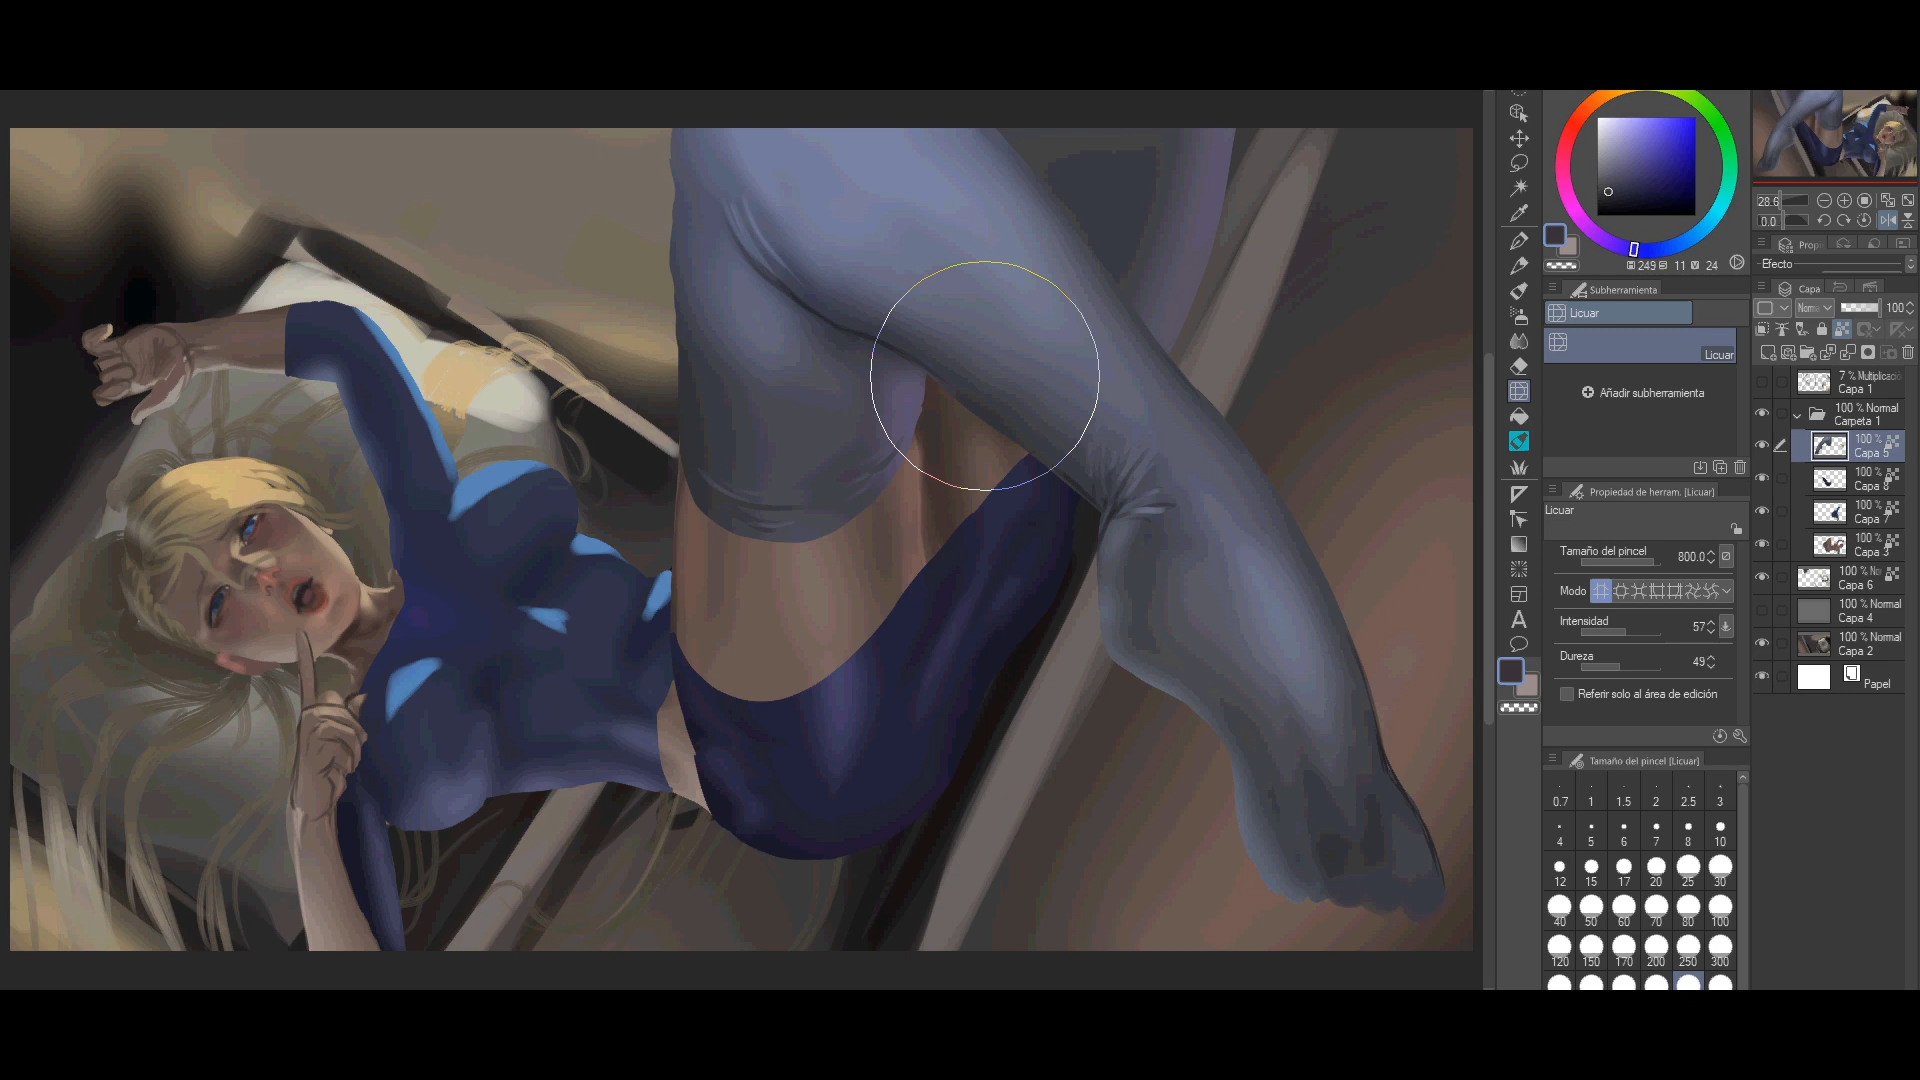 28.6
0.0
Prop
Efecto
249 11 24
Subherramienta
Capa
Licuar
Norm
100
Licuar
7 % Multiplicació
Capa 1
Añadir subherramienta
100 % Normal
Carpeta 1
100 %
Capa 5
100 %
Capa 8
Propiedad de herram. [Licuar]
Licuar
100 %
Capa 7
100 %
Capa 3
Tamaño del pincel 800.0
Modo
100 % No
Capa 6
Intensidad 57
100 % Normal
Capa 4
Dureza 49
100 % Normal
Capa 2
Referir solo al área de edición
Papel
Tamaño del pincel [Licuar]
0.7 1 1.5 2 2.5 3
4 5 6 7 8 10
12 15 17 20 25 30
40 50 60 70 80 100
120 150 170 200 250 300